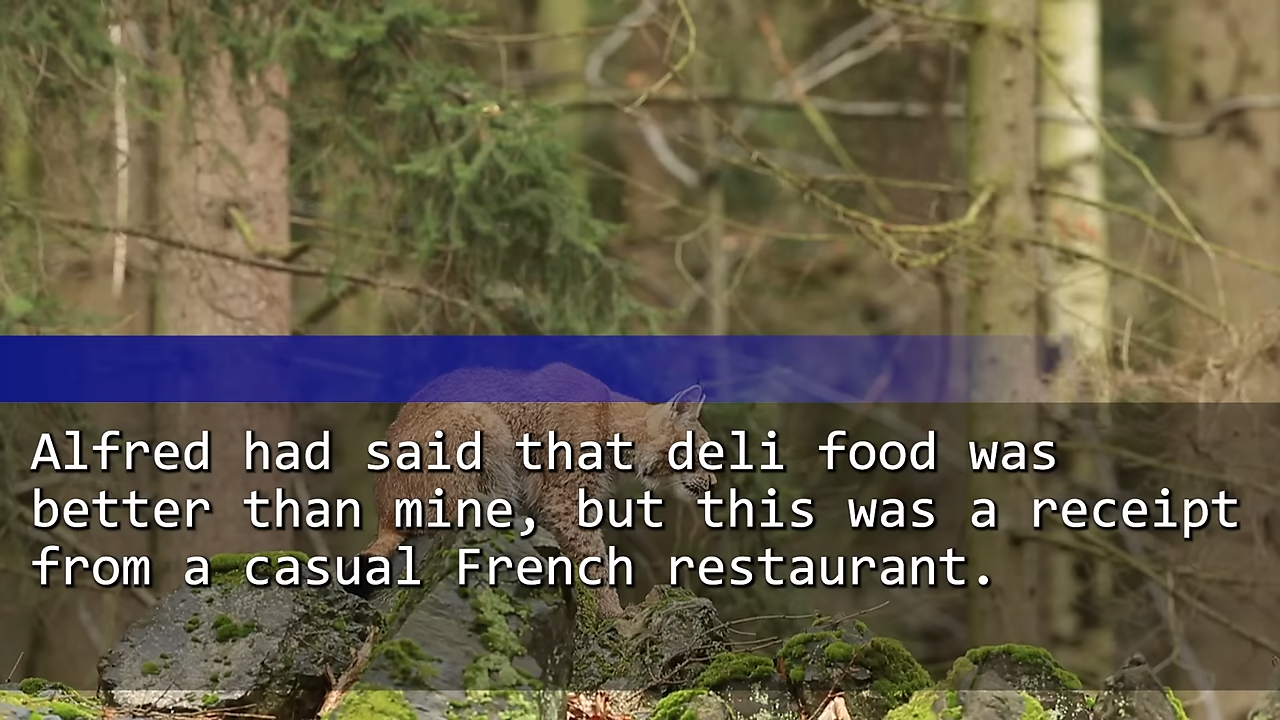 Alfred had said that deli food was
better than mine, but this was a receipt
from a casual French restaurant.